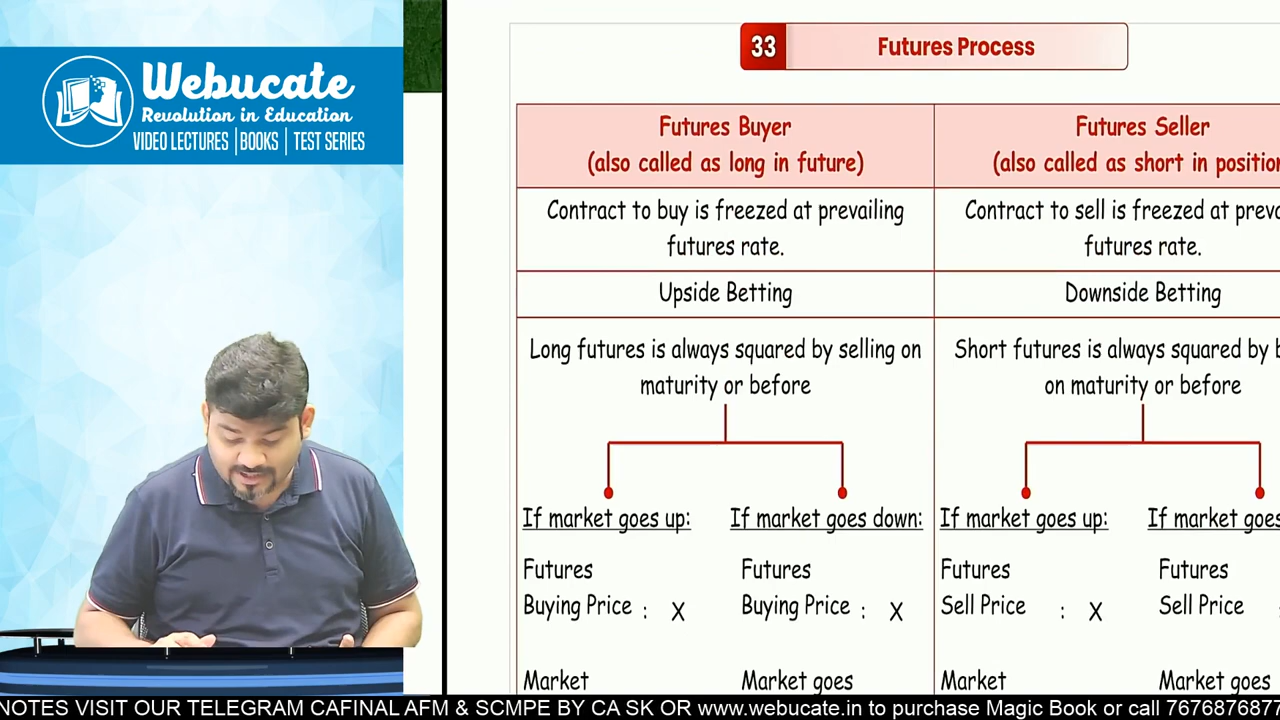 Webucate
Revolution in Education
VIDEO LECTURES | BOOKS | TEST SERIES
33 Futures Process
Futures Buyer
(also called as long in future)
Futures Seller
(also called as short in position
Contract to buy is freezed at prevailing
futures rate.
Contract to sell is freezed at preva
futures rate.
Upside Betting
Downside Betting
Long futures is always squared by selling on
maturity or before
Short futures is always squared by b
on maturity or before
If market goes up:
If market goes down:
If market goes up:
If market goes
Futures
Buying Price : X
Futures
Buying Price : X
Futures
Sell Price : X
Futures
Sell Price :
Market
Market goes
Market
Market goes
NOTES VISIT OUR TELEGRAM CAFINAL AFM & SCMPE BY CA SK OR www.webucate.in to purchase Magic Book or call 7676876877